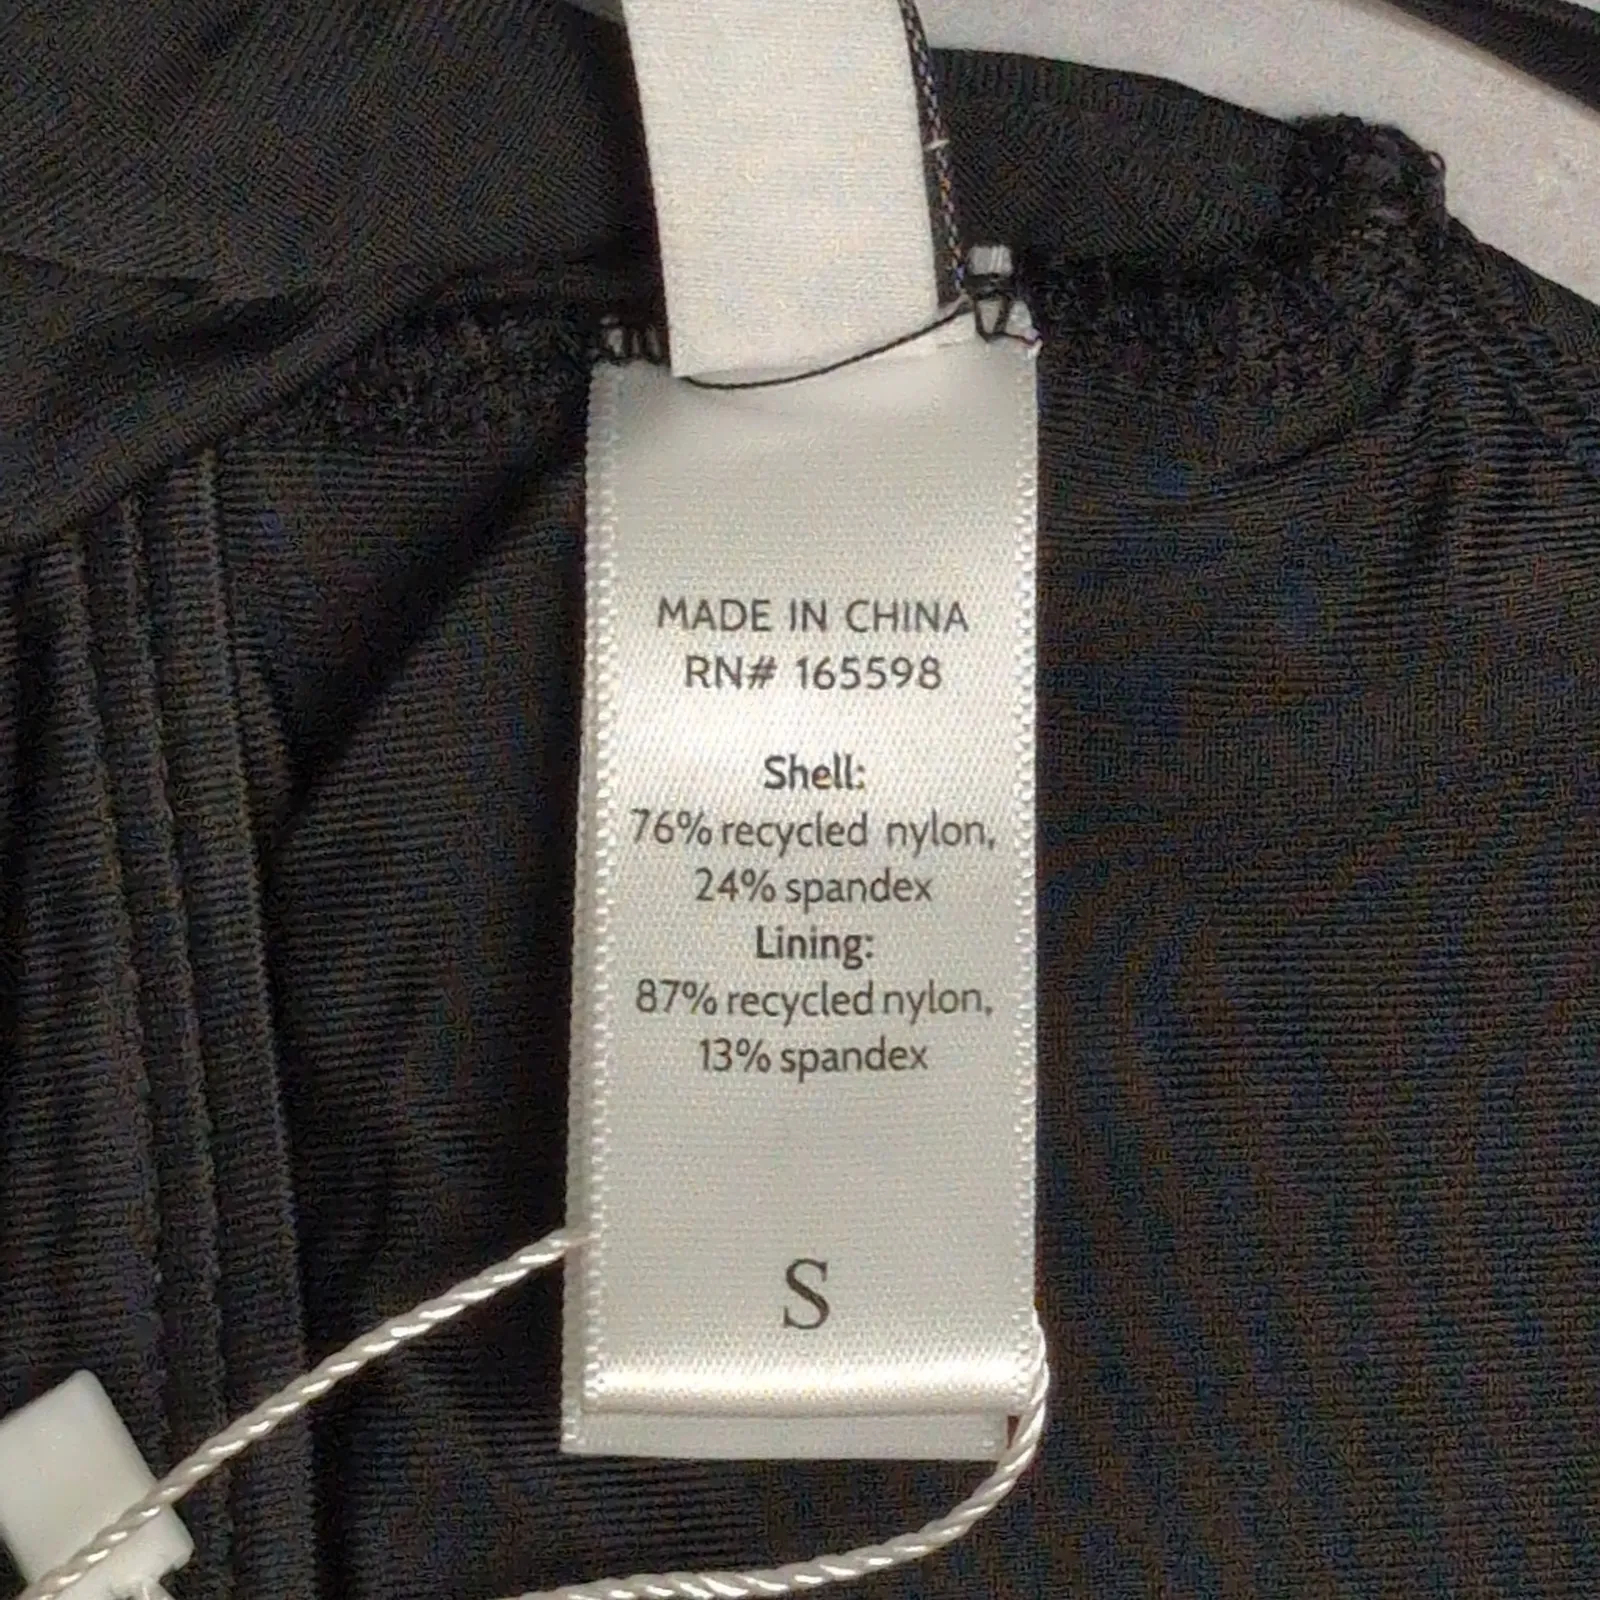 MADE IN CHINA
RN# 165598
Shell:
76% recycled nylon,
24% spandex
Lining:
87% recycled nylon,
13% spandex
S